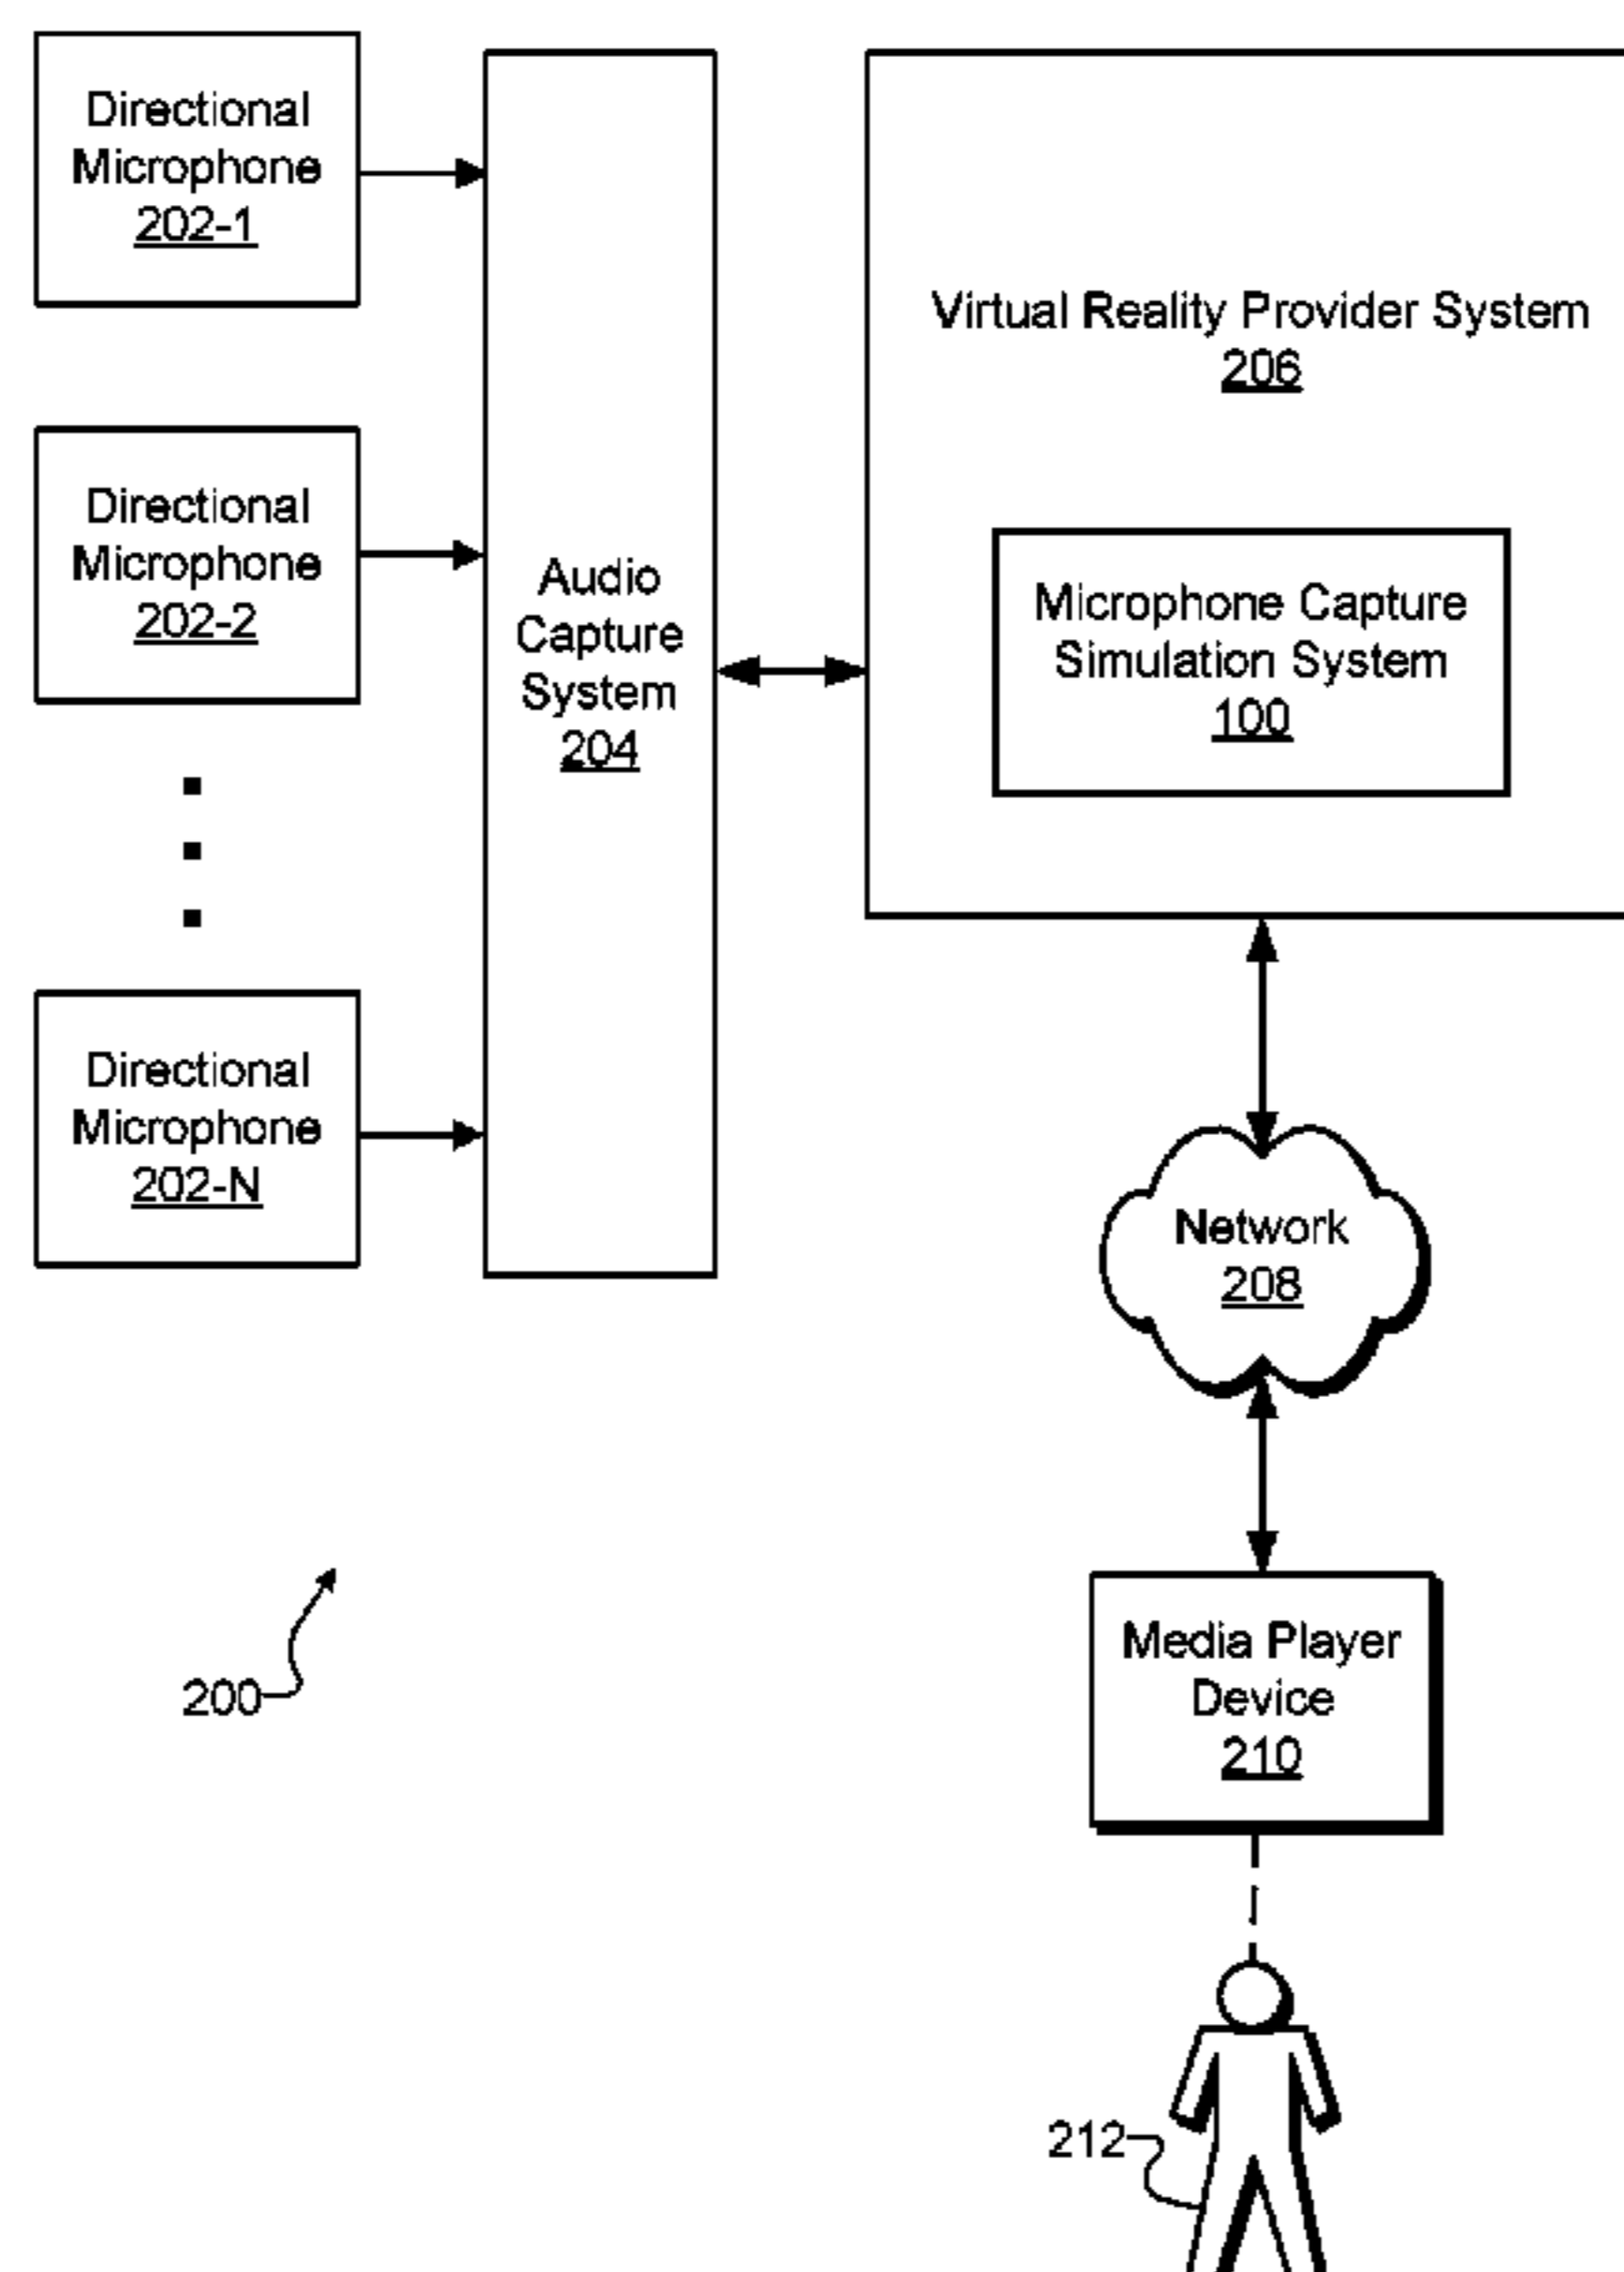 Directional
Microphone
202-1
Directional
Microphone
202-2
Directional
Microphone
202-N
Audio
Capture
System
204
Virtual Reality Provider System
206
Microphone Capture
Simulation System
100
Network
208
Media Player
Device
210
200
212